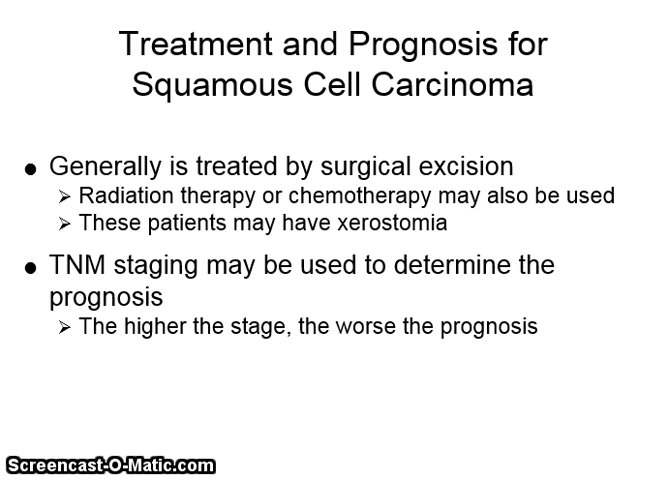 Treatment and Prognosis for
Squamous Cell Carcinoma
● Generally is treated by surgical excision
➢ Radiation therapy or chemotherapy may also be used
➢ These patients may have xerostomia
● TNM staging may be used to determine the
prognosis
➢ The higher the stage, the worse the prognosis
Screencast-O-Matic.com